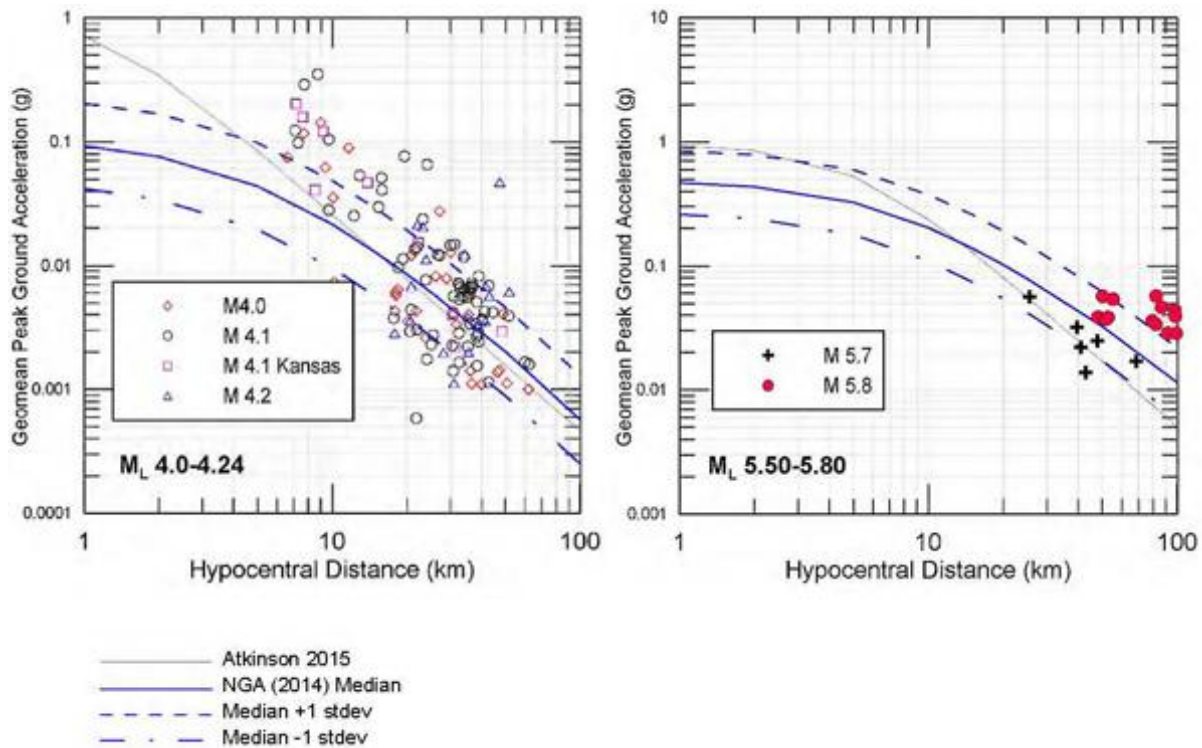 1
0.1
0.01
0.001
0.0001
Geomean Peak Ground Acceleration (g)
M4.0
M 4.1
M 4.1 Kansas
M 4.2
M_L 4.0-4.24
1 10 100
Hypocentral Distance (km)
10
1
0.1
0.01
0.001
Geomean Peak Ground Acceleration (g)
M 5.7
M 5.8
M_L 5.50-5.80
1 10 100
Hypocentral Distance (km)
Atkinson 2015
NGA (2014) Median
Median +1 stdev
Median -1 stdev